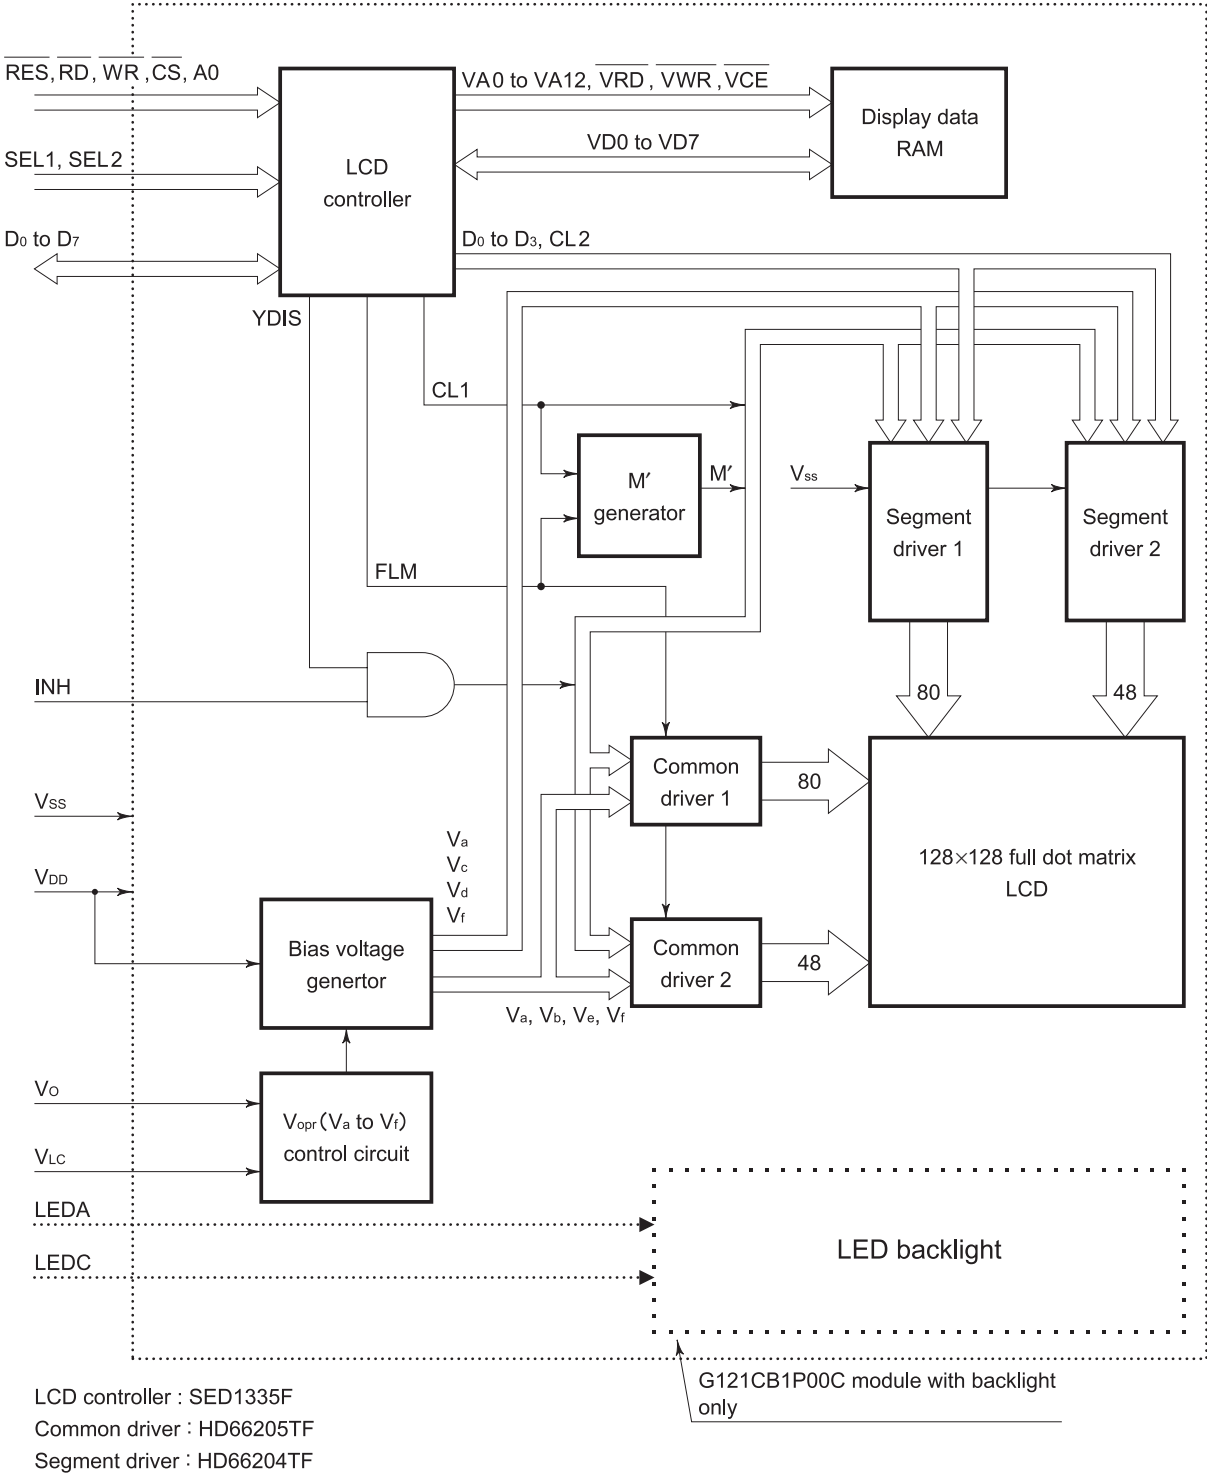 RES, RD, WR, CS, A0
VA0 to VA12, VRD, VWR, VCE
Display data
RAM
SEL1, SEL2
LCD
controller
VD0 to VD7
D0 to D7
D0 to D3, CL2
YDIS
CL1
M′
generator
M′
Vss
Segment
driver 1
Segment
driver 2
FLM
INH
80
48
Common
driver 1
80
VSS
VDD
Va
Vc
Vd
Vf
128×128 full dot matrix
LCD
Bias voltage
genertor
Common
driver 2
48
Va, Vb, Ve, Vf
VO
Vopr(Va to Vf)
control circuit
VLC
LEDA
LEDC
LED backlight
G121CB1P00C module with backlight
only
LCD controller : SED1335F
Common driver : HD66205TF
Segment driver : HD66204TF